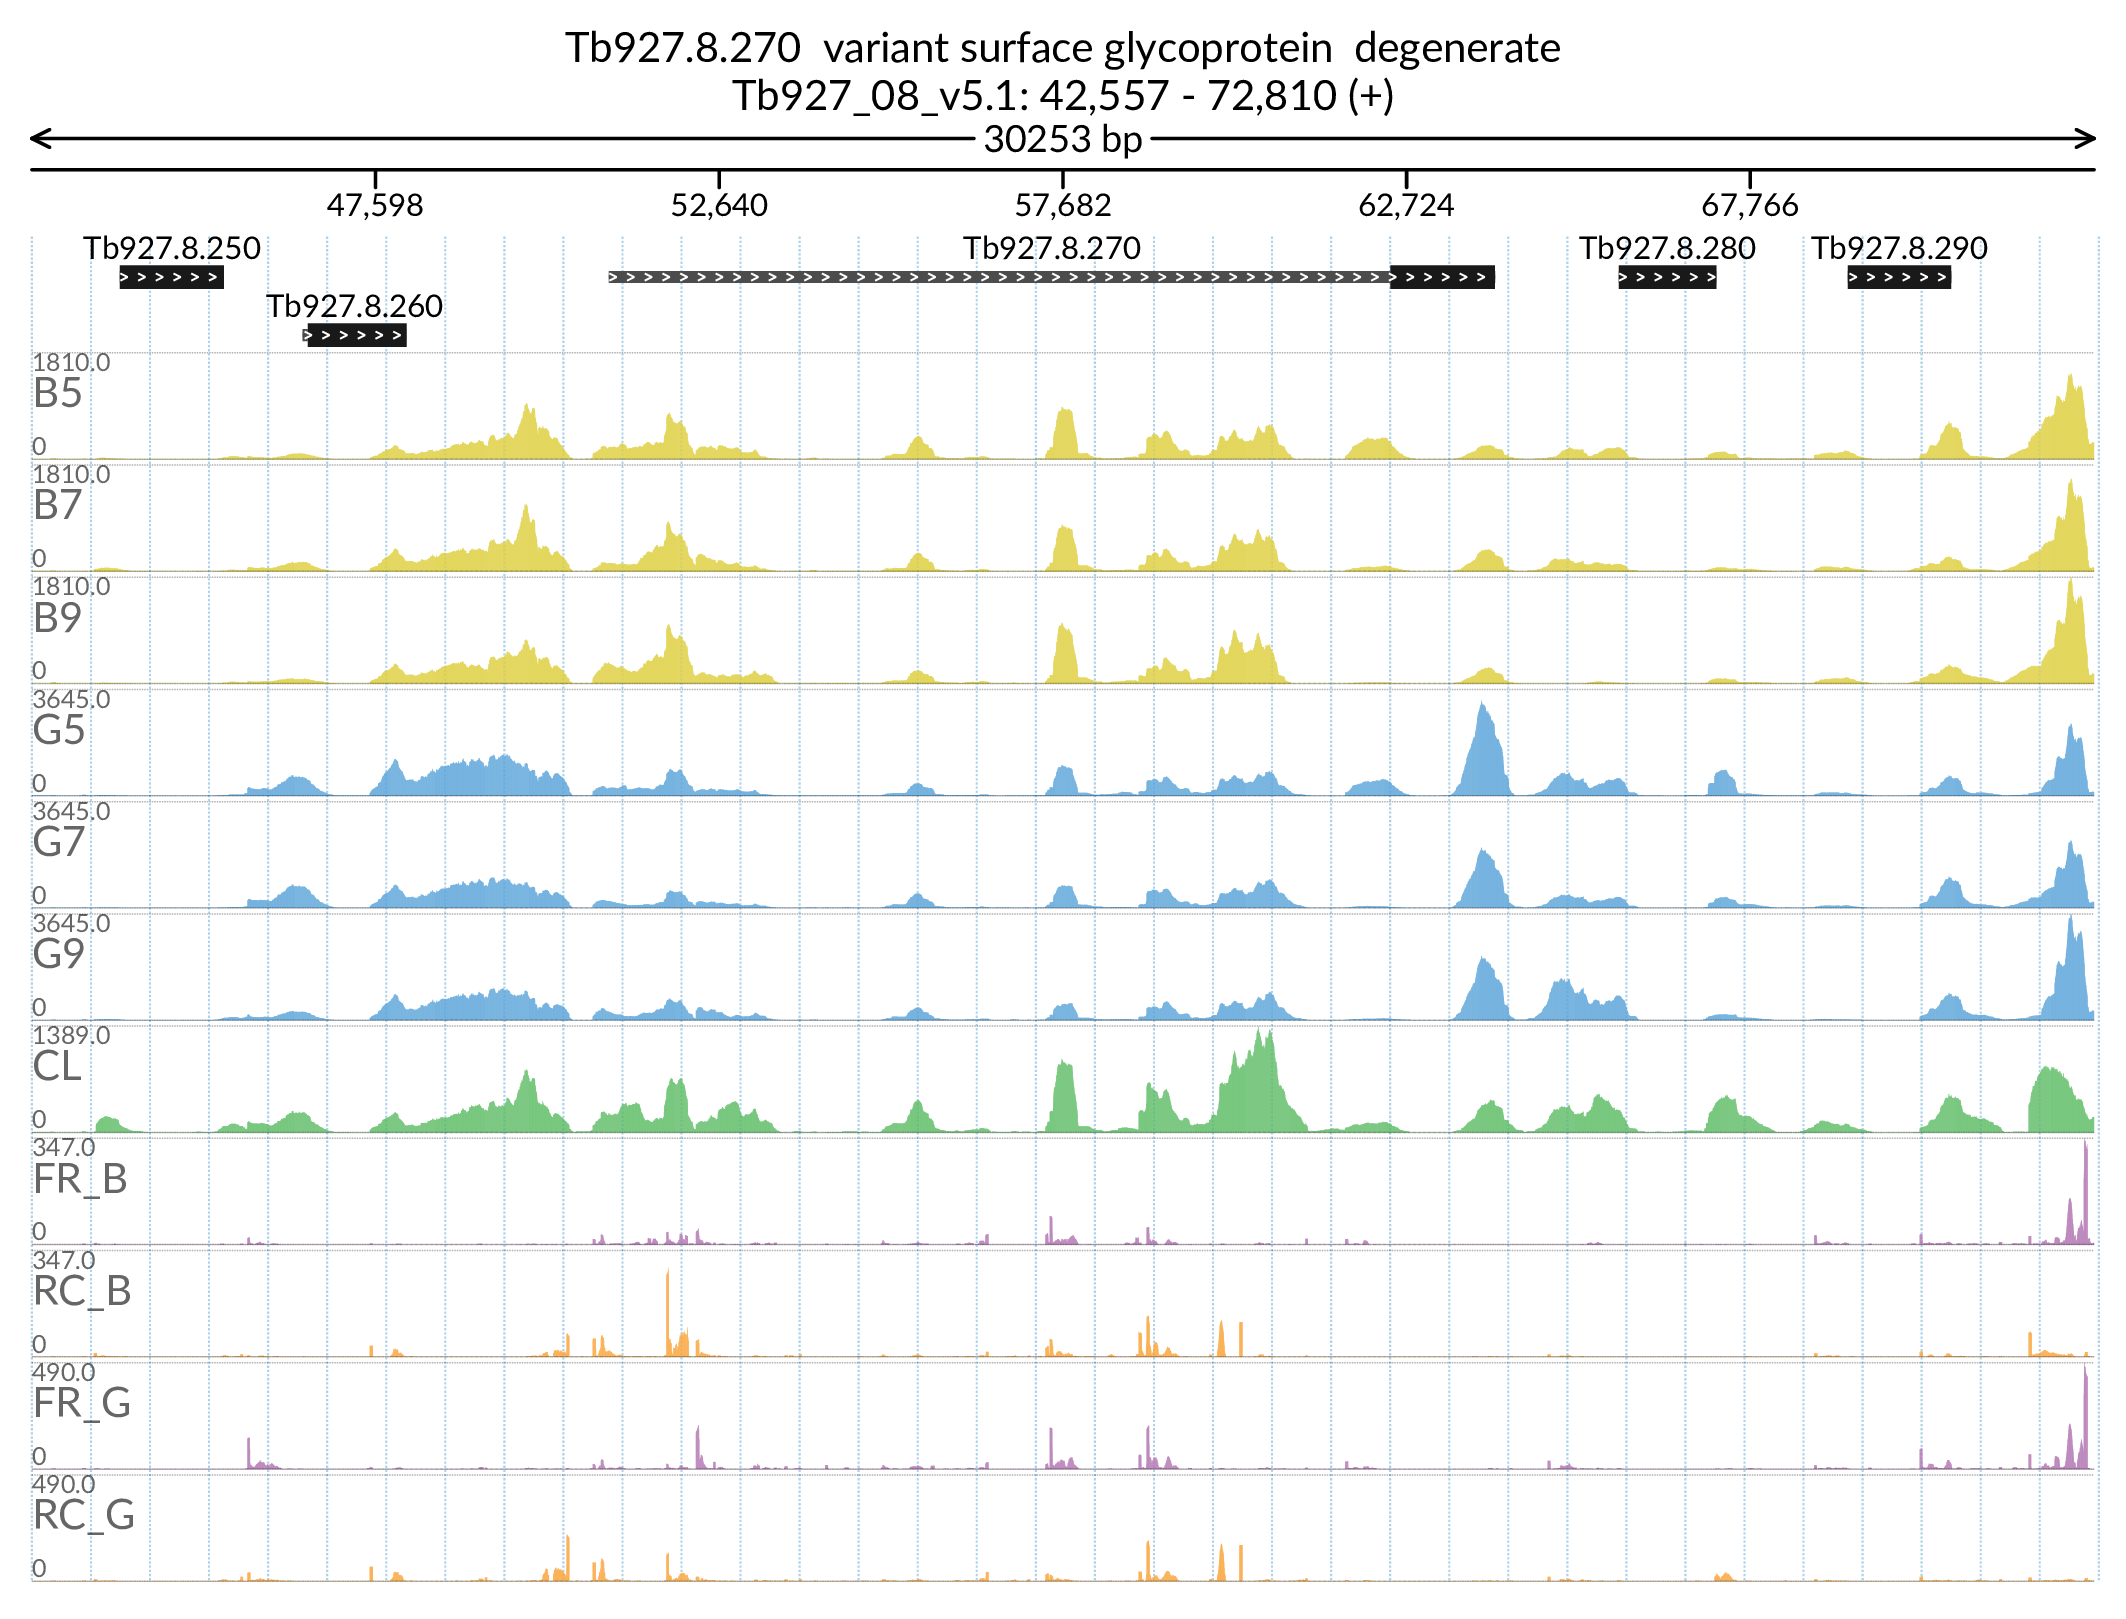 Tb927.8.270  variant surface glycoprotein  degenerate
Tb927_08_v5.1: 42,557 - 72,810 (+)
30253 bp
47,598 52,640 57,682 62,724 67,766
Tb927.8.250 Tb927.8.270 Tb927.8.280 Tb927.8.290
Tb927.8.260
1810.0
B5
0
1810.0
B7
0
1810.0
B9
0
3645.0
G5
0
3645.0
G7
0
3645.0
G9
0
1389.0
CL
0
347.0
FR_B
0
347.0
RC_B
0
490.0
FR_G
0
490.0
RC_G
0